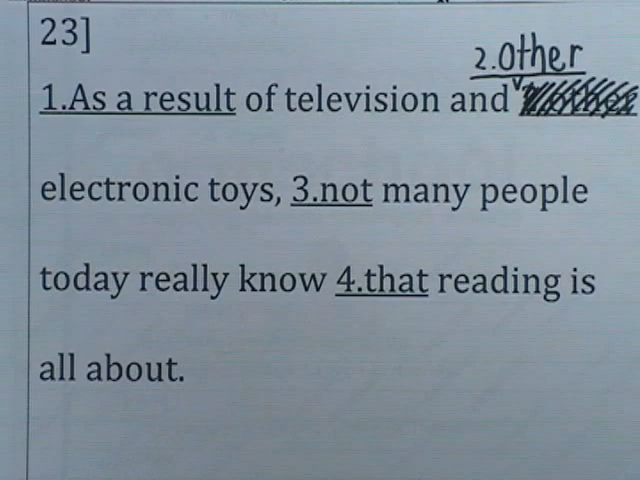 23]
2.Other
1.As a result of television and
electronic toys, 3.not many people
today really know 4.that reading is
all about.